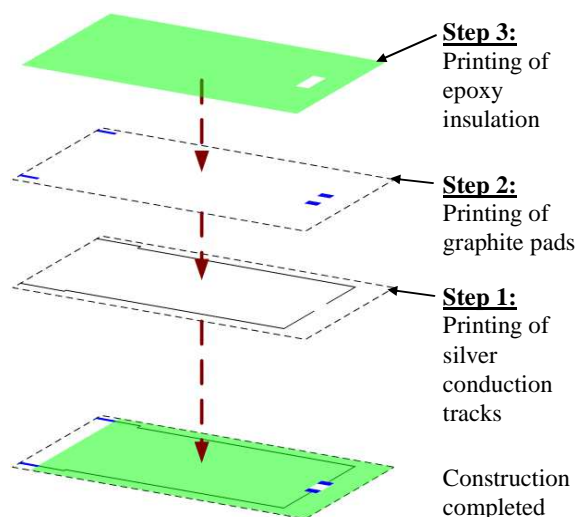 Step 3:
Printing of
epoxy
insulation
Step 2:
Printing of
graphite pads
Step 1:
Printing of
silver
conduction
tracks
Construction
completed